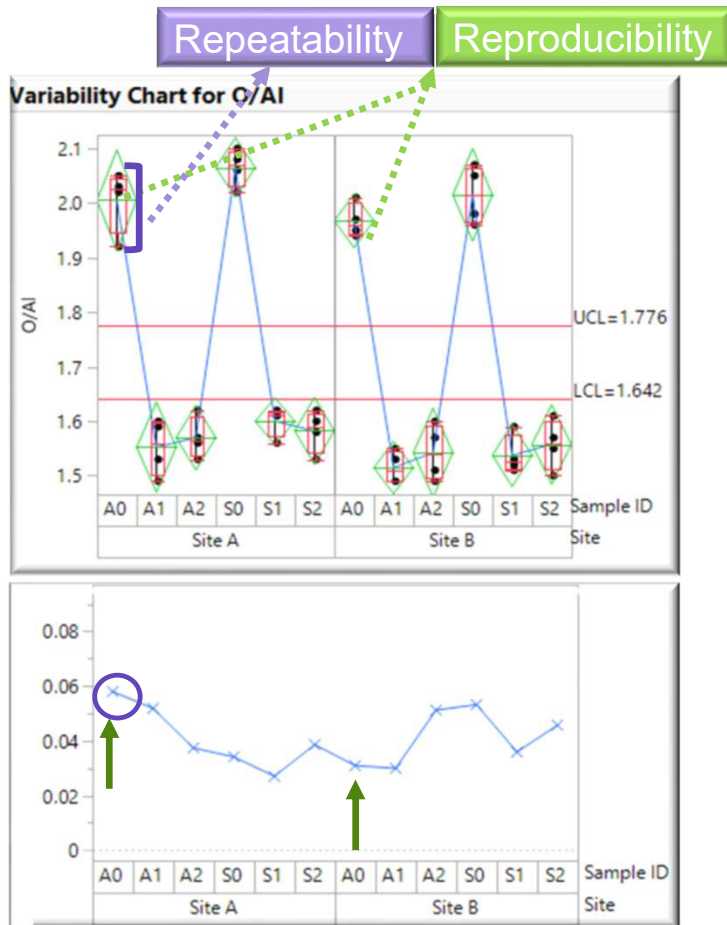 Repeatability
Reproducibility
Variability Chart for O/Al
2.1
2.0
1.9
1.8
1.7
1.6
1.5
O/Al
UCL=1.776
LCL=1.642
A0 A1 A2 S0 S1 S2 A0 A1 A2 S0 S1 S2 Sample ID
Site A Site B Site
0.08
0.06
0.04
0.02
0
A0 A1 A2 S0 S1 S2 A0 A1 A2 S0 S1 S2 Sample ID
Site A Site B Site